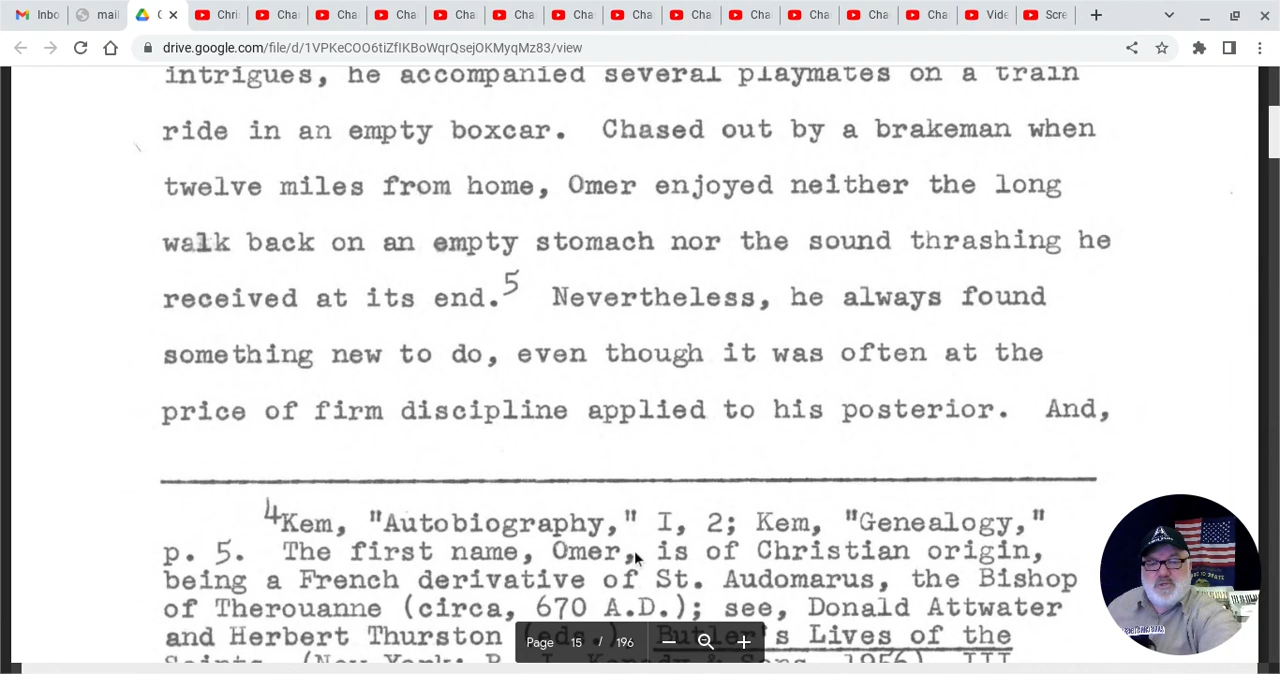 Inbo
mail
C
Chri
Cha
Cha
Cha
Cha
Cha
Cha
Cha
Cha
Cha
Cha
Cha
Cha
Vide
Scre
drive.google.com/file/d/1VPKeCOO6tiZfIKBoWqrQsejOKMyqMz83/view
intrigues, he accompanied several playmates on a train
ride in an empty boxcar. Chased out by a brakeman when
twelve miles from home, Omer enjoyed neither the long
walk back on an empty stomach nor the sound thrashing he
received at its end.5 Nevertheless, he always found
something new to do, even though it was often at the
price of firm discipline applied to his posterior. And,
4Kem, "Autobiography," I, 2; Kem, "Genealogy,"
p. 5. The first name, Omer, is of Christian origin,
being a French derivative of St. Audomarus, the Bishop
of Therouanne (circa, 670 A.D.); see, Donald Attwater
and Herbert Thurston (eds.) Butler's Lives of the
Page 15 / 196